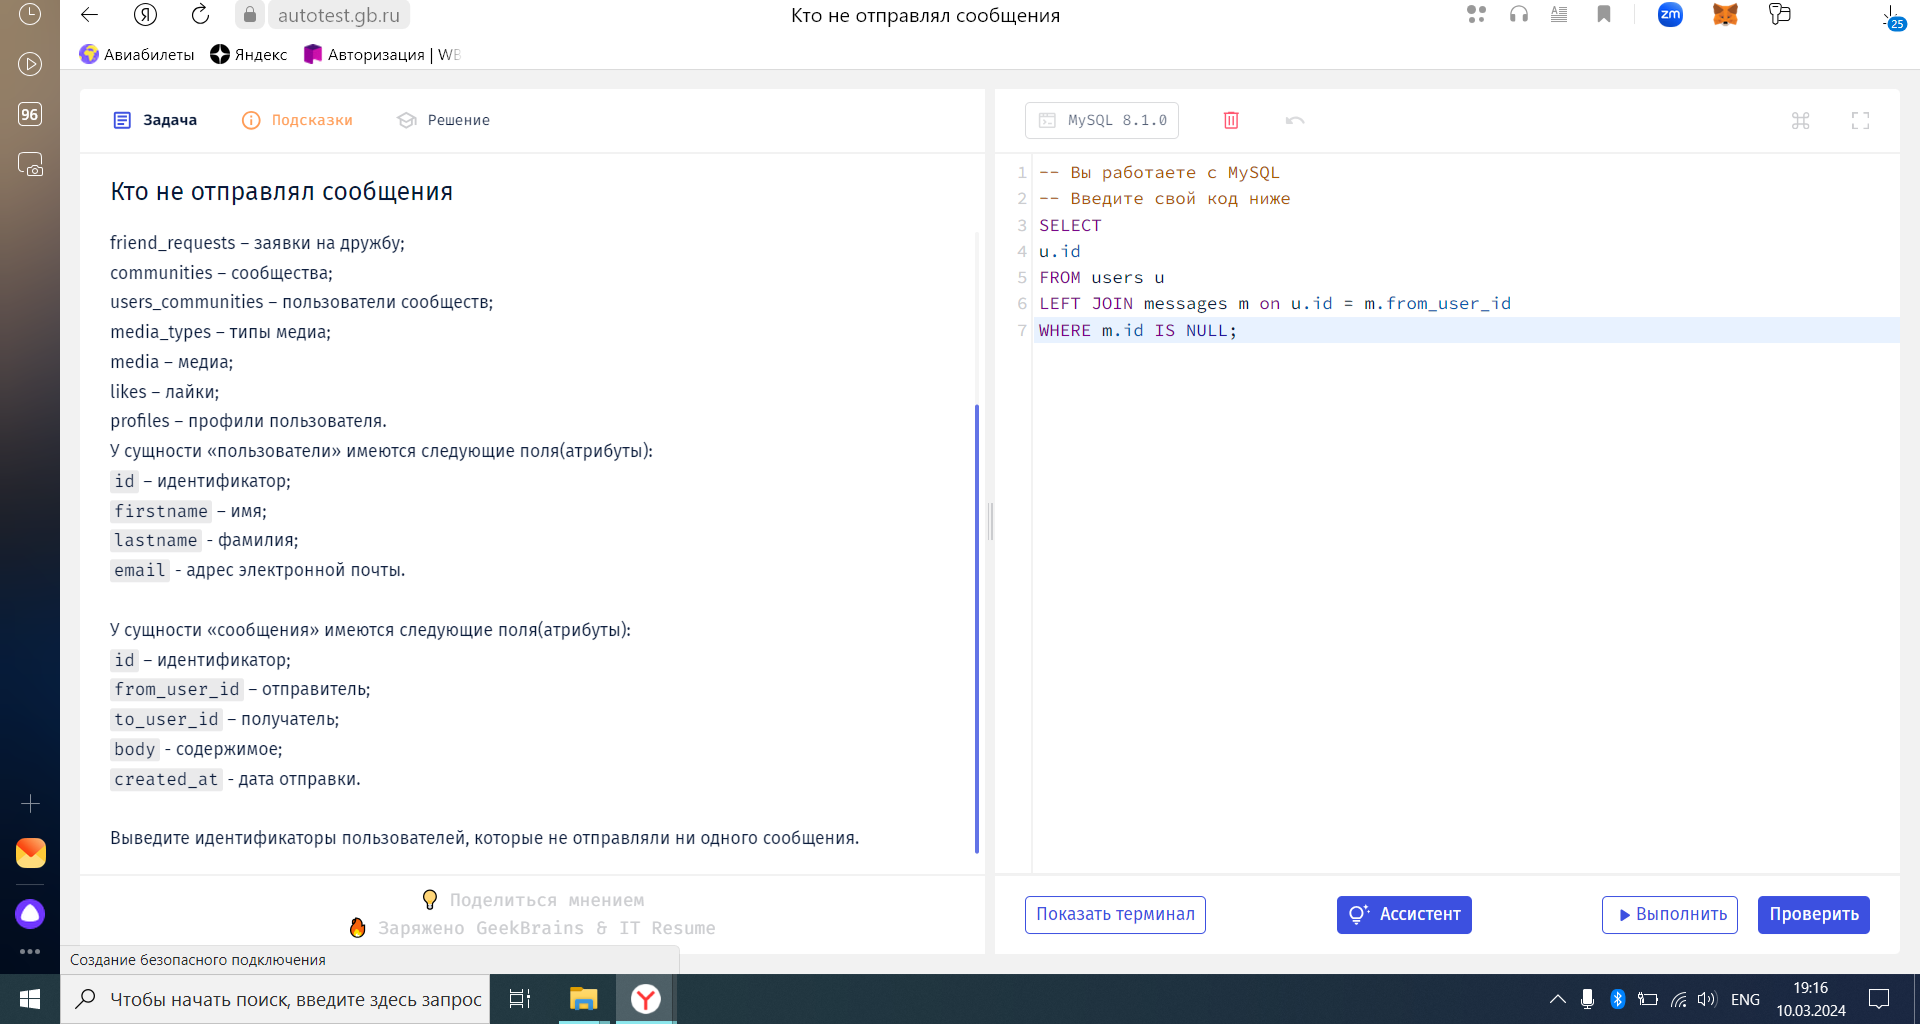 autotest.gb.ru
Кто не отправлял сообщения
zm
25
Авиабилеты
Яндекс
Авторизация | WB
96
Задача
Подсказки
Решение
Кто не отправлял сообщения
friend_requests – заявки на дружбу;
communities – сообщества;
users_communities – пользователи сообществ;
media_types – типы медиа;
media – медиа;
likes – лайки;
profiles – профили пользователя.
У сущности «пользователи» имеются следующие поля(атрибуты):
id – идентификатор;
firstname – имя;
lastname - фамилия;
email - адрес электронной почты.
У сущности «сообщения» имеются следующие поля(атрибуты):
id – идентификатор;
from_user_id – отправитель;
to_user_id – получатель;
body - содержимое;
created_at - дата отправки.
Выведите идентификаторы пользователей, которые не отправляли ни одного сообщения.
Поделиться мнением
Заряжено GeekBrains & IT Resume
MySQL 8.1.0
1 -- Вы работаете с MySQL
2 -- Введите свой код ниже
3 SELECT
4 u.id
5 FROM users u
6 LEFT JOIN messages m on u.id = m.from_user_id
7 WHERE m.id IS NULL;
Показать терминал
Ассистент
Выполнить
Проверить
Создание безопасного подключения
Чтобы начать поиск, введите здесь запрос
ENG
19:16
10.03.2024